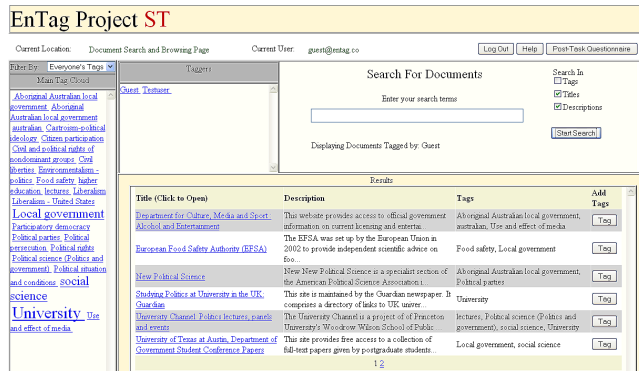 EnTag Project ST
Current Location: Document Search and Browsing Page Current User: guest@entag.co Log Out Help Post-Task Questionnaire
Filter By: Everyone's Tags
Main Tag Cloud
Aboriginal Australian local
government Aboriginal
Australian local government
australian Castroism-political
ideology Citizen participation
Civil and political rights of
nondominant groups Civil
liberties Environmentalism -
politics Food safety higher
education lectures Liberalism
Liberalism - United States
Local government
Participatory democracy
Political parties Political
persecution Political rights
Political science (Politics and
government) Political situation
and conditions social
science
University Use
and effect of media
Taggers
Guest Testuser
Search For Documents
Enter your search terms
Displaying Documents Tagged by: Guest
Search In
Tags
Titles
Descriptions
Start Search
Results
Title (Click to Open) Description Tags Add
Tags
Department for Culture, Media and Sport :
Alcohol and Entertainment
This website provides access to official government
information on current licensing and entertai
Aboriginal Australian local government,
australian, Use and effect of media
Tag
European Food Safety Authority (EFSA)
The EFSA was set up by the European Union in
2002 to provide independent scientific advice on
foo...
Food safety, Local government
Tag
New Political Science
New New Political Science is a specialist section of
the American Political Science Association i...
Aboriginal Australian local government,
Political parties
Tag
Studying Politics at University in the UK:
Guardian
This site is maintained by the Guardian newspaper. It
comprises a directory of links to UK univer...
University
Tag
University Channel: Politics lectures, panels
and events
The University Channel is a project of of Princeton
University's Woodrow Wilson School of Public
lectures, Political science (Politics and
government), social science, University
Tag
University of Texas at Austin, Department of
Government Student Conference Papers
This site provides free access to a collection of
full-text papers given by postgraduate students...
Local government, social science
Tag
1 2